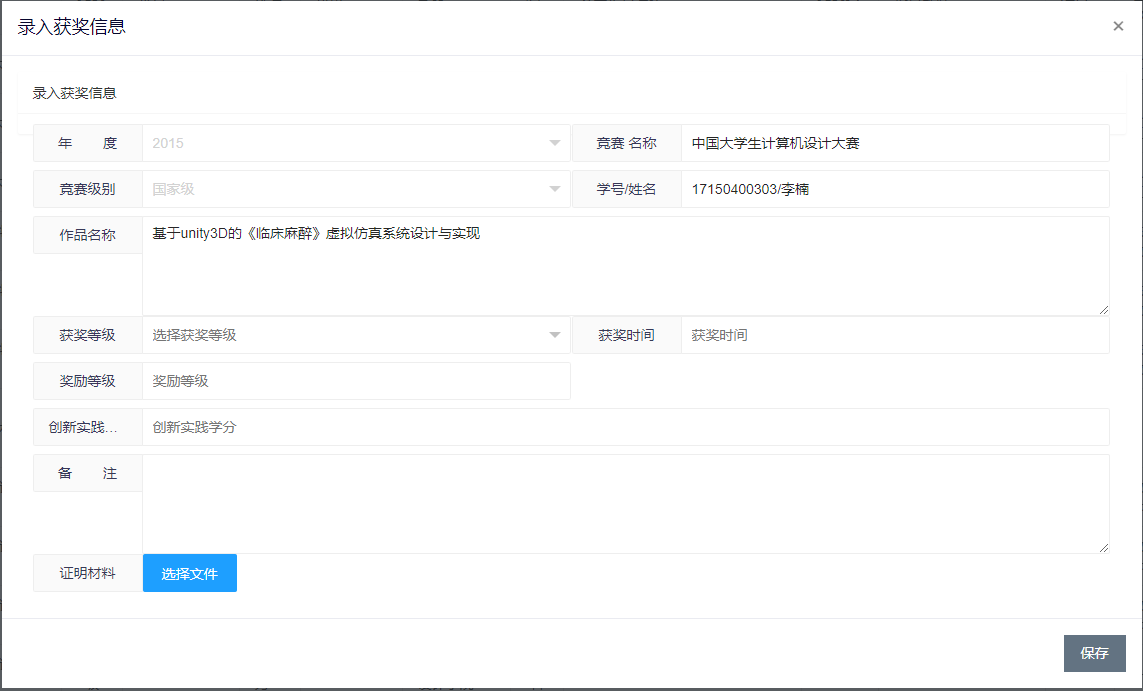 录入获奖信息
×
录入获奖信息
年 度 2015 竞赛 名称 中国大学生计算机设计大赛
竞赛级别 国家级 学号/姓名 17150400303/李楠
作品名称 基于unity3D的《临床麻醉》虚拟仿真系统设计与实现
获奖等级 选择获奖等级 获奖时间 获奖时间
奖励等级 奖励等级
创新实践... 创新实践学分
备 注
证明材料 选择文件
保存